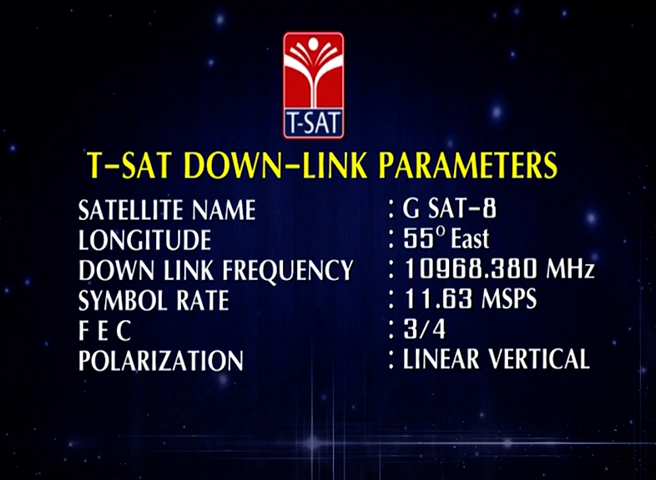 T-SAT
T-SAT DOWN-LINK PARAMETERS
SATELLITE NAME : G SAT-8
LONGITUDE : 55° East
DOWN LINK FREQUENCY : 10968.380 MHz
SYMBOL RATE : 11.63 MSPS
F E C : 3/4
POLARIZATION : LINEAR VERTICAL